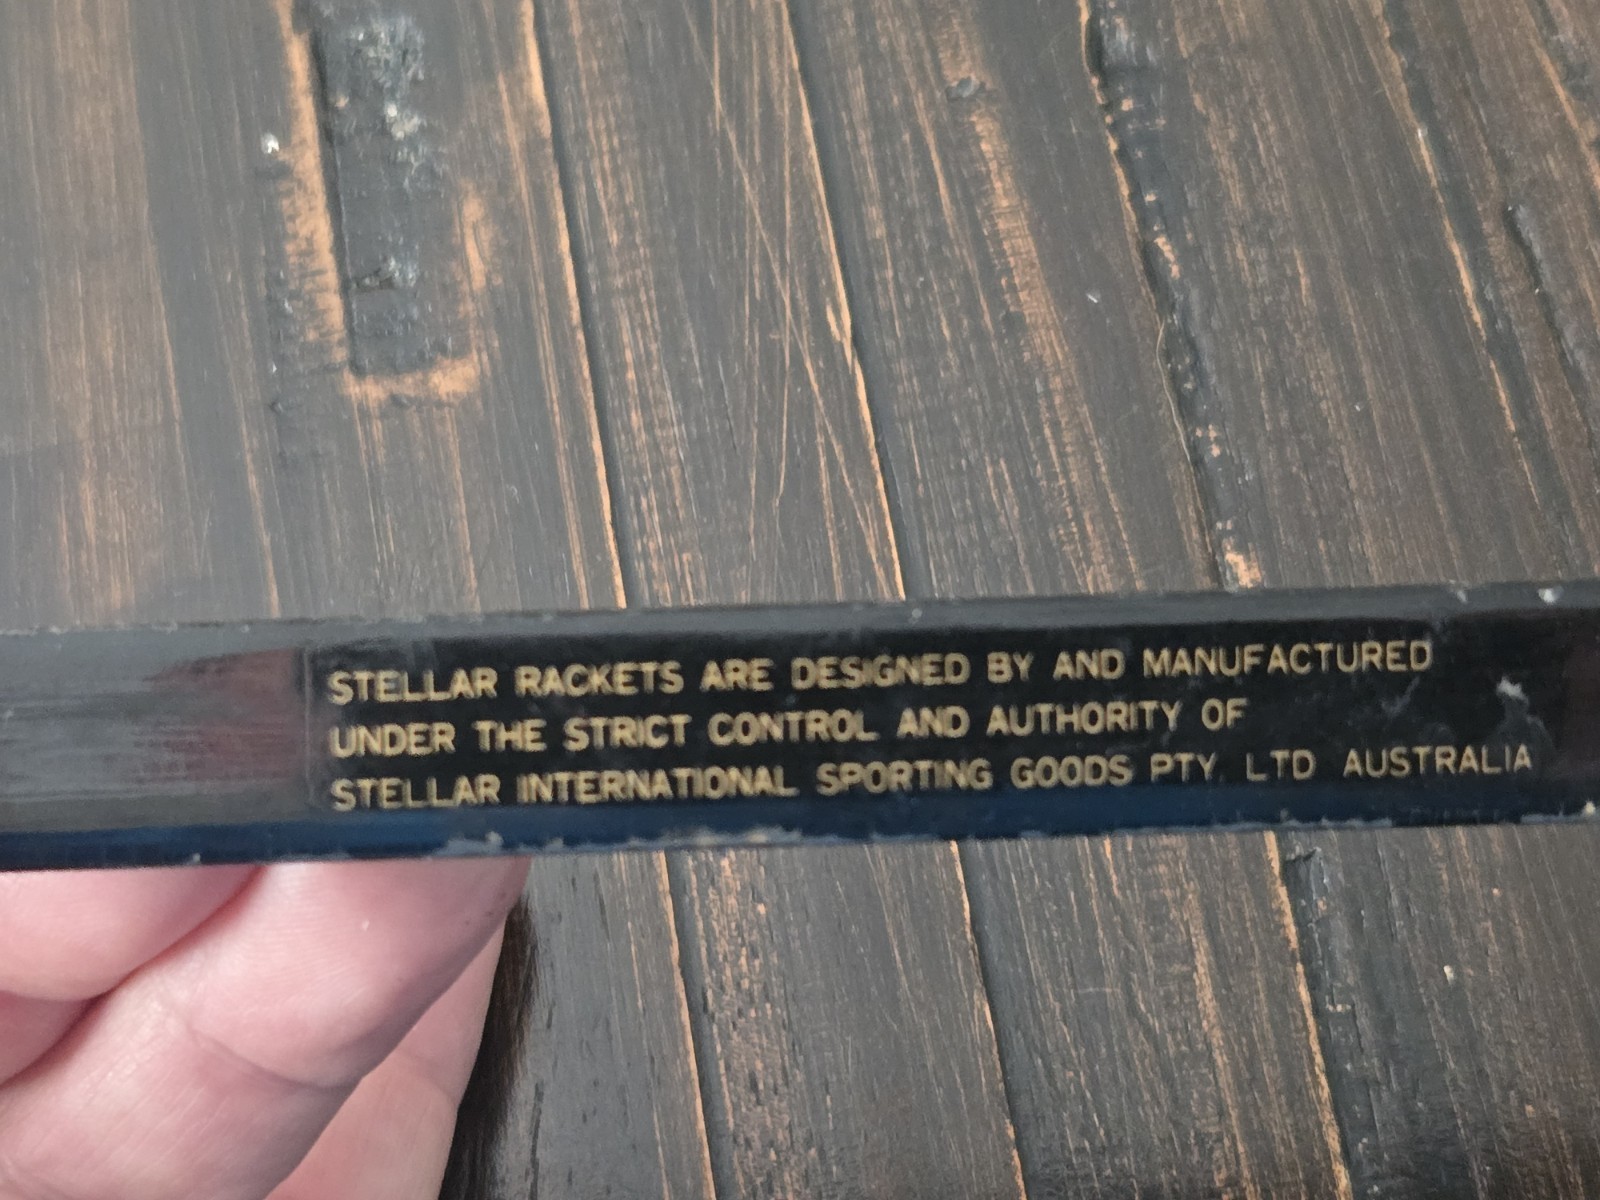 STELLAR RACKETS ARE DESIGNED BY AND MANUFACTURED
UNDER THE STRICT CONTROL AND AUTHORITY OF
STELLAR INTERNATIONAL SPORTING GOODS PTY. LTD AUSTRALIA